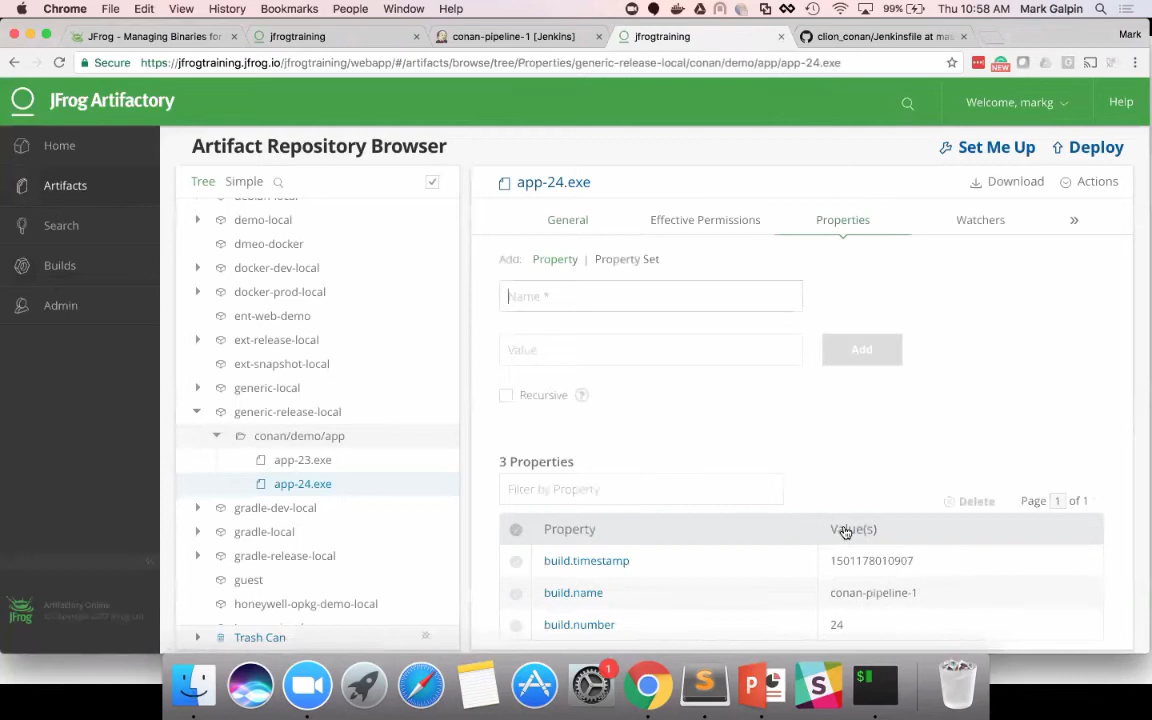 Chrome File Edit View History Bookmarks People Window Help 99% Thu 10:58 AM Mark Galpin
JFrog - Managing Binaries for × jfrogtraining × conan-pipeline-1 [Jenkins] × jfrogtraining × clion_conan/Jenkinsfile at mas × Mark
Secure https://jfrogtraining.jfrog.io/jfrogtraining/webapp/#/artifacts/browse/tree/Properties/generic-release-local/conan/demo/app/app-24.exe
JFrog Artifactory Welcome, markg Help
Home
Artifacts
Search
Builds
Admin
Artifactory Online
JFrog
Artifact Repository Browser Set Me Up Deploy
Tree Simple
demo-local
dmeo-docker
docker-dev-local
docker-prod-local
ent-web-demo
ext-release-local
ext-snapshot-local
generic-local
generic-release-local
conan/demo/app
app-23.exe
app-24.exe
gradle-dev-local
gradle-local
gradle-release-local
guest
honeywell-opkg-demo-local
Trash Can
app-24.exe Download Actions
General Effective Permissions Properties Watchers »
Add: Property | Property Set
Name *
Value
Add
Recursive ?
3 Properties
Filter by Property
Delete Page 1 of 1
Property Value(s)
build.timestamp 1501178010907
build.name conan-pipeline-1
build.number 24
1